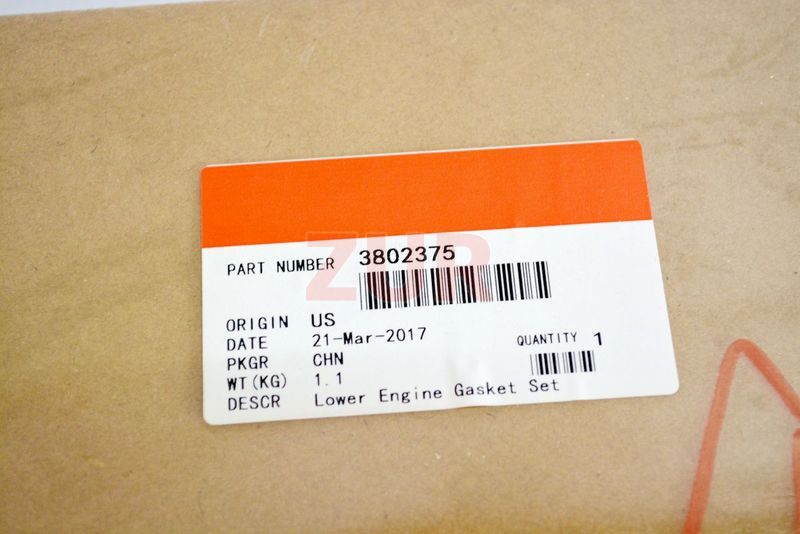 PART NUMBER 3802375
ZUR
ORIGIN US
DATE 21-Mar-2017
QUANTITY 1
PKGR CHN
WT(KG) 1.1
DESCR Lower Engine Gasket Set